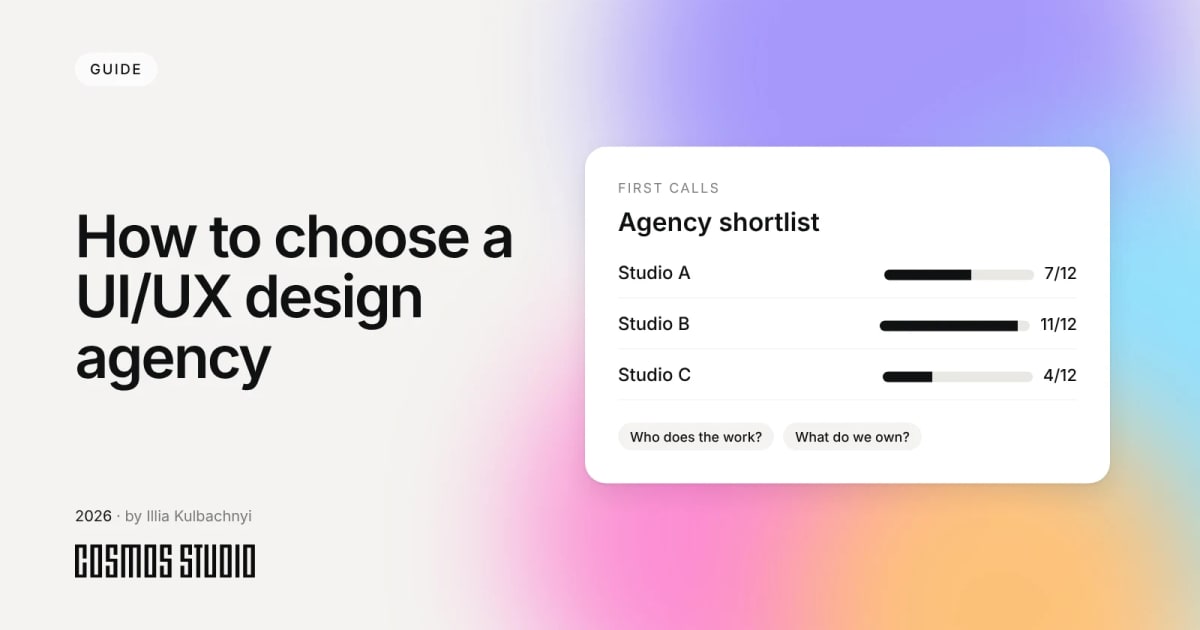 GUIDE
How to choose a
UI/UX design
agency
2026 · by Illia Kulbachnyi
COSMOS STUDIO
FIRST CALLS
Agency shortlist
Studio A 7/12
Studio B 11/12
Studio C 4/12
Who does the work? What do we own?